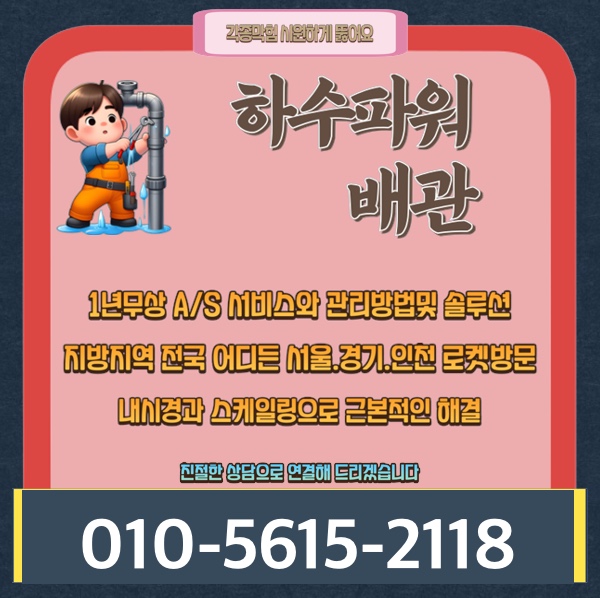 각종막힘 시원하게 뚫어요
하수파워
배관
1년무상 A/S 서비스와 관리방법및 솔루션
지방지역 전국 어디든 서울.경기.인천 로켓방문
내시경과 스케일링으로 근본적인 해결
친절한 상담으로 연결해 드리겠습니다
010-5615-2118